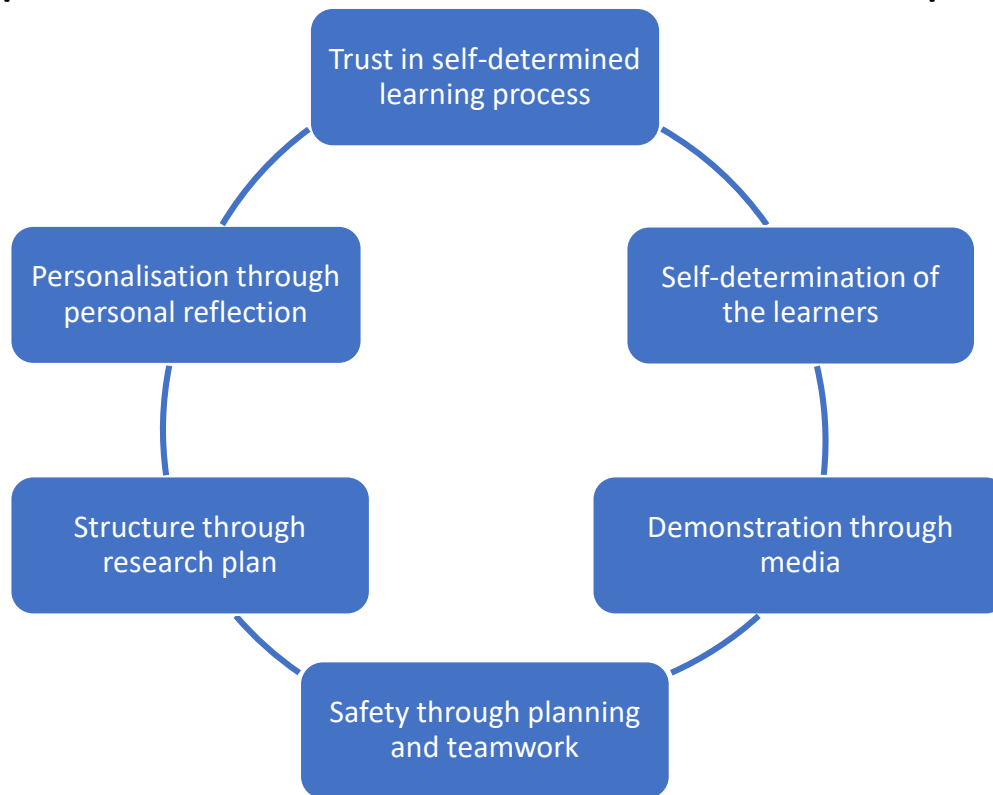 Trust in self-determined
learning process
Self-determination of
the learners
Demonstration through
media
Safety through planning
and teamwork
Structure through
research plan
Personalisation through
personal reflection